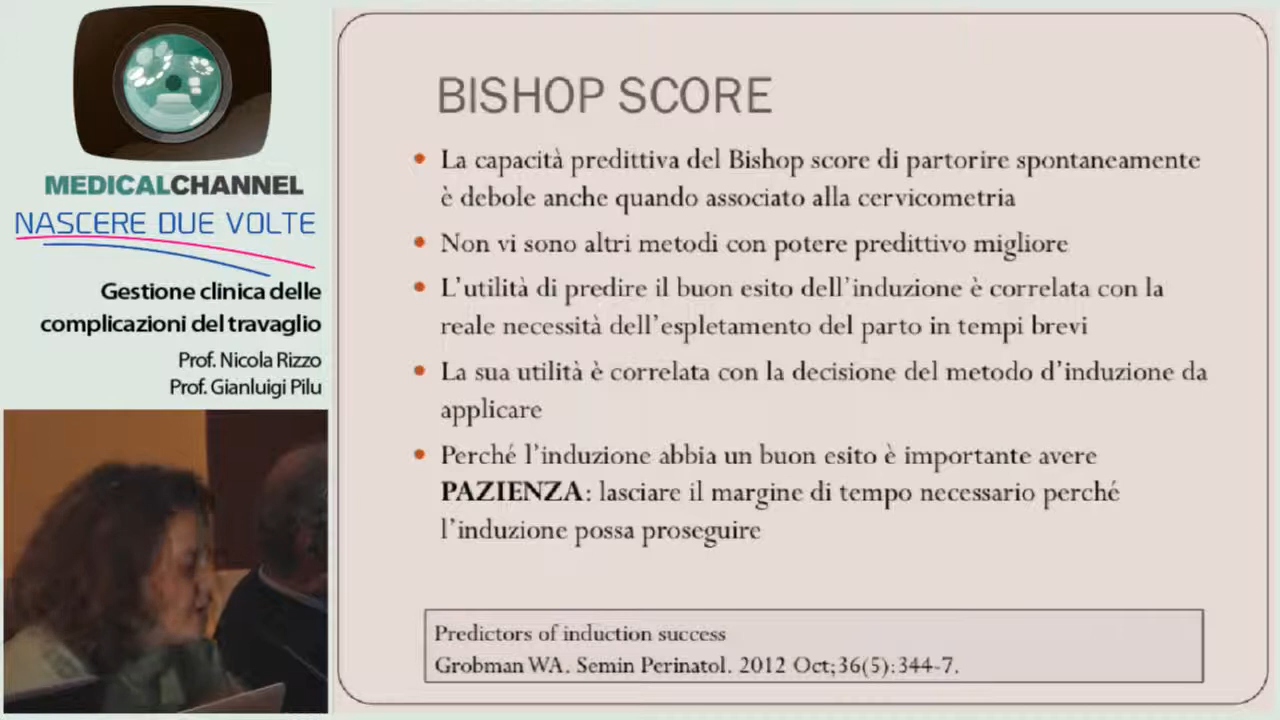 MEDICALCHANNEL
NASCERE DUE VOLTE
Gestione clinica delle
complicazioni del travaglio
Prof. Nicola Rizzo
Prof. Gianluigi Pilu
BISHOP SCORE
• La capacità predittiva del Bishop score di partorire spontaneamente
è debole anche quando associato alla cervicometria
• Non vi sono altri metodi con potere predittivo migliore
• L'utilità di predire il buon esito dell'induzione è correlata con la
reale necessità dell'espletamento del parto in tempi brevi
• La sua utilità è correlata con la decisione del metodo d'induzione da
applicare
• Perché l'induzione abbia un buon esito è importante avere
PAZIENZA: lasciare il margine di tempo necessario perché
l'induzione possa proseguire
Predictors of induction success
Grobman WA. Semin Perinatol. 2012 Oct;36(5):344-7.